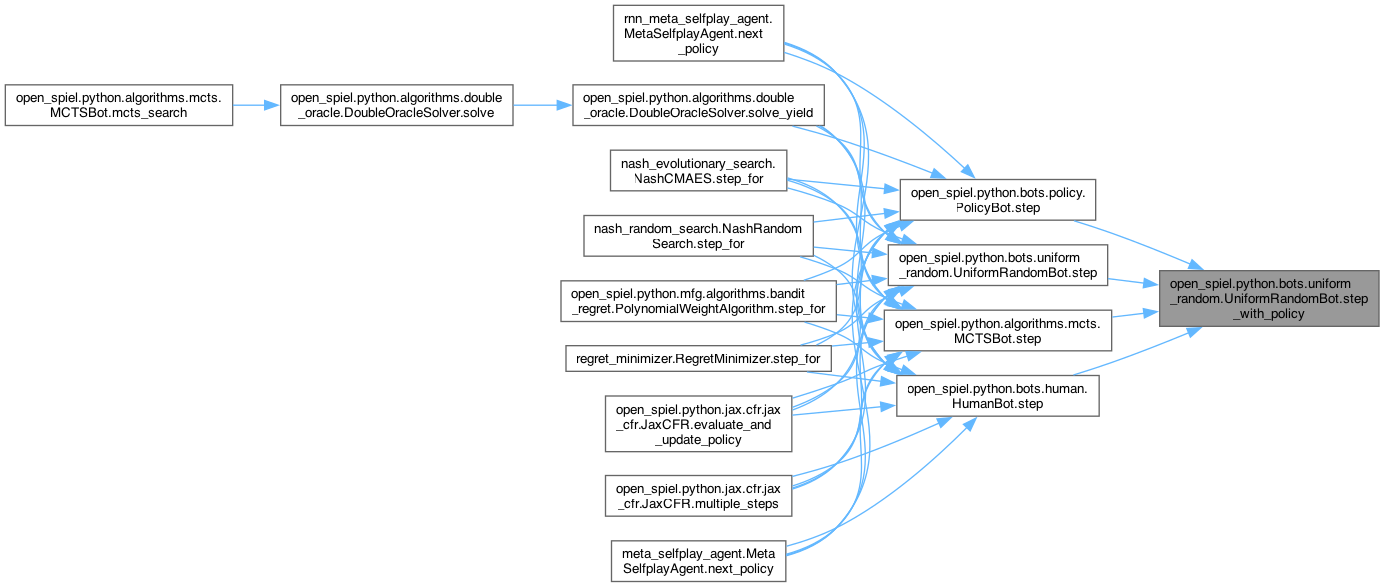 rnn_meta_selfplay_agent.
MetaSelfplayAgent.next
_policy
open_spiel.python.algorithms.mcts.
MCTSBot.mcts_search
open_spiel.python.algorithms.double
_oracle.DoubleOracleSolver.solve
open_spiel.python.algorithms.double
_oracle.DoubleOracleSolver.solve_yield
nash_evolutionary_search.
NashCMAES.step_for
nash_random_search.NashRandom
Search.step_for
open_spiel.python.mfg.algorithms.bandit
_regret.PolynomialWeightAlgorithm.step_for
regret_minimizer.RegretMinimizer.step_for
open_spiel.python.jax.cfr.jax
_cfr.JaxCFR.evaluate_and
_update_policy
open_spiel.python.jax.cfr.jax
_cfr.JaxCFR.multiple_steps
meta_selfplay_agent.Meta
SelfplayAgent.next_policy
open_spiel.python.bots.policy.
PolicyBot.step
open_spiel.python.bots.uniform
_random.UniformRandomBot.step
open_spiel.python.algorithms.mcts.
MCTSBot.step
open_spiel.python.bots.human.
HumanBot.step
open_spiel.python.bots.uniform
_random.UniformRandomBot.step
_with_policy